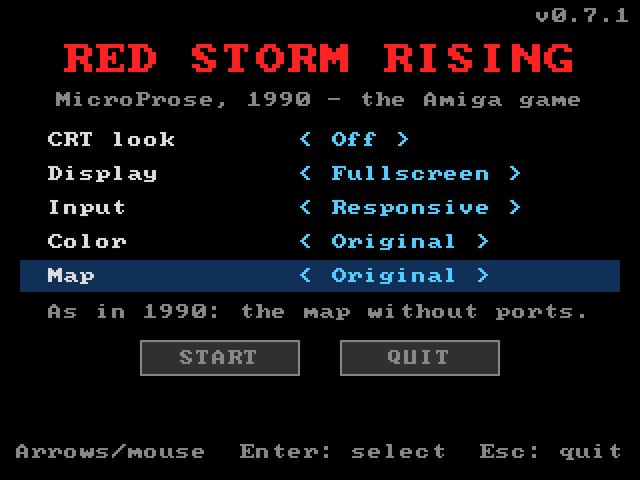 v0.7.1
RED STORM RISING
MicroProse, 1990 - the Amiga game
CRT look < Off >
Display < Fullscreen >
Input < Responsive >
Color < Original >
Map < Original >
As in 1990: the map without ports.
START QUIT
Arrows/mouse Enter: select Esc: quit